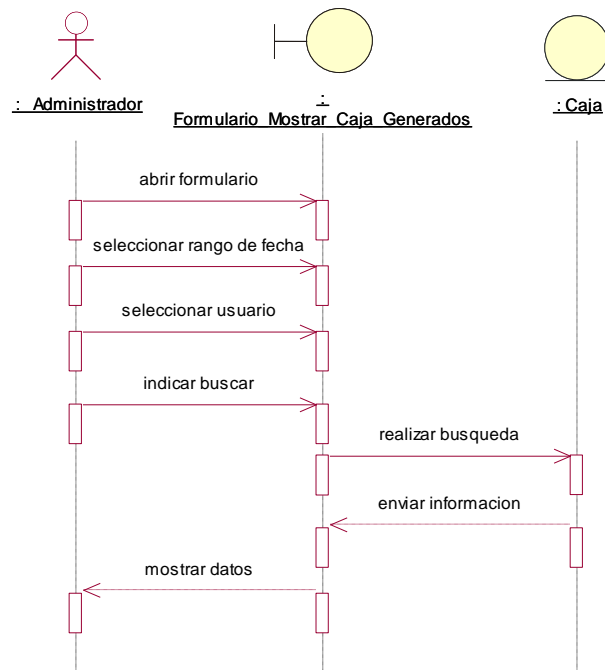 : Administrador
:
Formulario_Mostrar_Caja_Generados
: Caja
abrir formulario
seleccionar rango de fecha
seleccionar usuario
indicar buscar
realizar busqueda
enviar informacion
mostrar datos